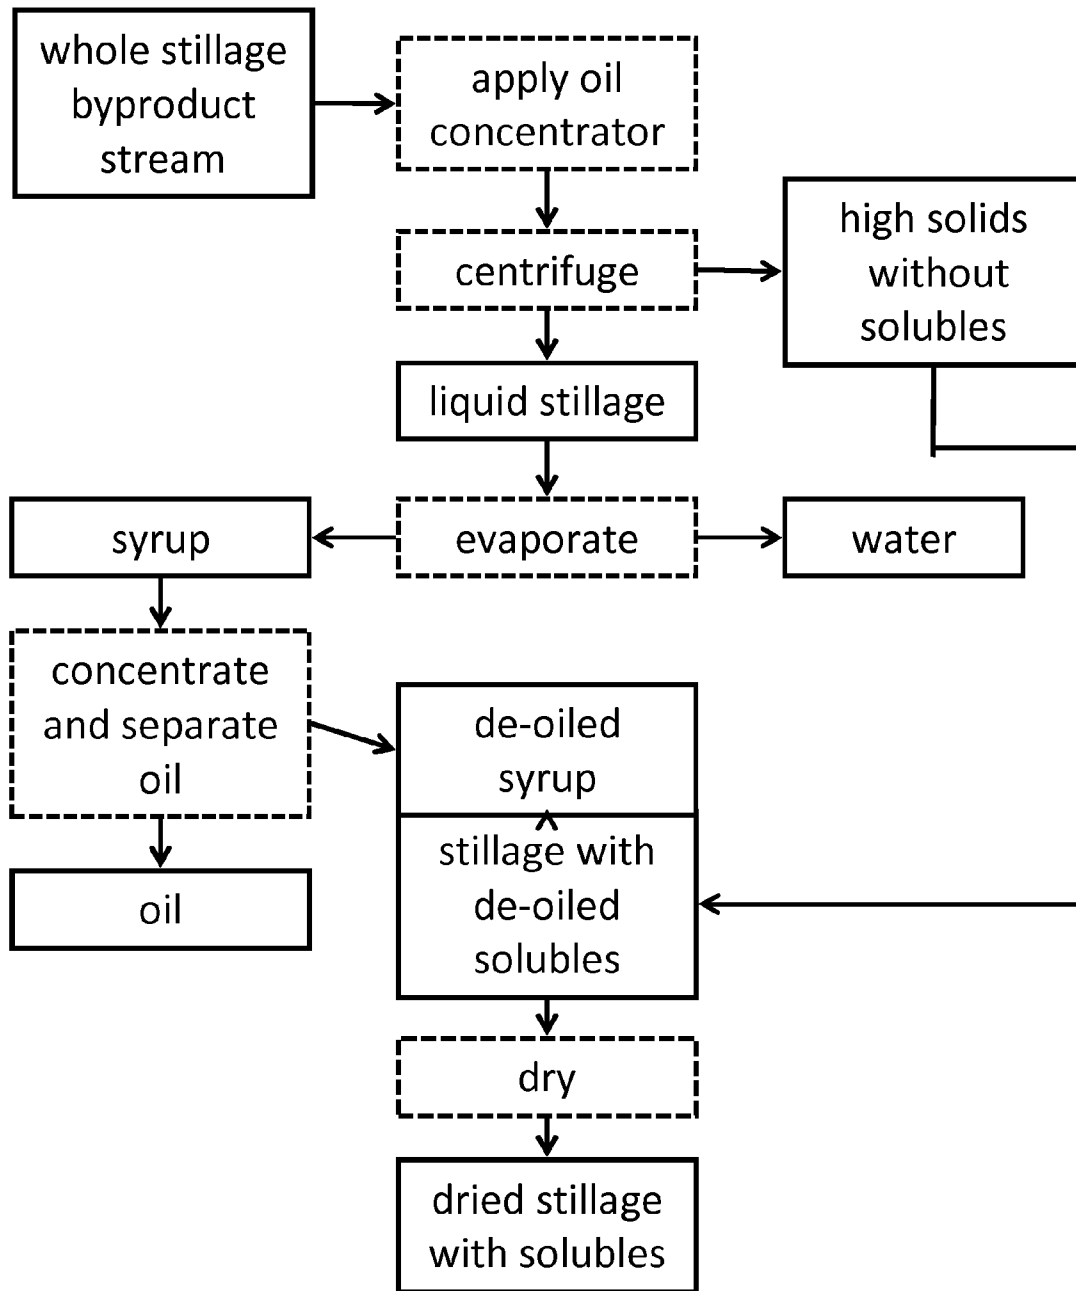 whole stillage
byproduct
stream
apply oil
concentrator
centrifuge
high solids
without
solubles
liquid stillage
syrup
evaporate
water
concentrate
and separate
oil
de-oiled
syrup
oil
stillage with
de-oiled
solubles
dry
dried stillage
with solubles